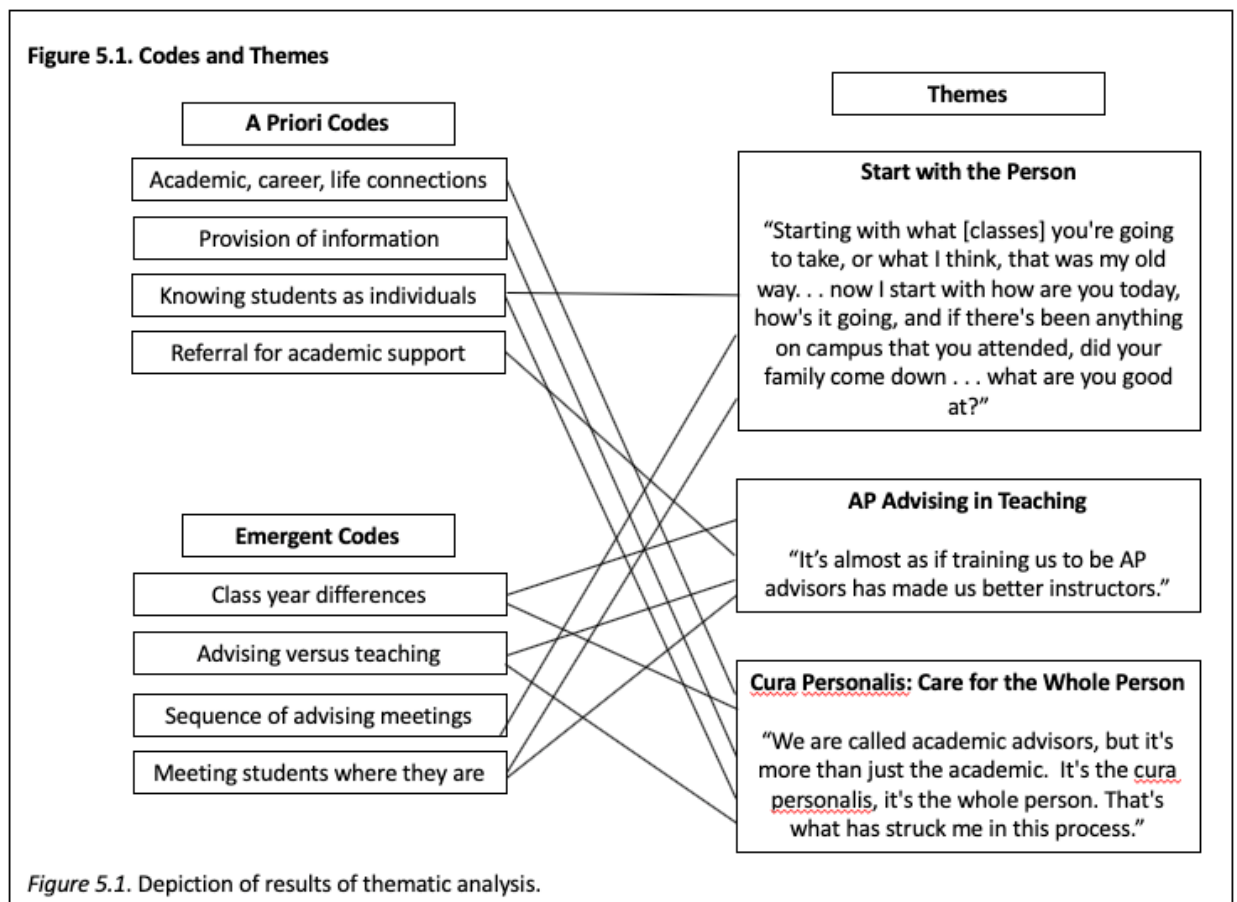 Figure 5.1. Codes and Themes
A Priori Codes
Academic, career, life connections
Provision of information
Knowing students as individuals
Referral for academic support
Emergent Codes
Class year differences
Advising versus teaching
Sequence of advising meetings
Meeting students where they are
Themes
Start with the Person
“Starting with what [classes] you're going
to take, or what I think, that was my old
way. . . now I start with how are you today,
how's it going, and if there's been anything
on campus that you attended, did your
family come down . . . what are you good
at?”
AP Advising in Teaching
“It’s almost as if training us to be AP
advisors has made us better instructors.”
Cura Personalis: Care for the Whole Person
“We are called academic advisors, but it's
more than just the academic.  It's the cura
personalis, it's the whole person. That's
what has struck me in this process.”
Figure 5.1. Depiction of results of thematic analysis.